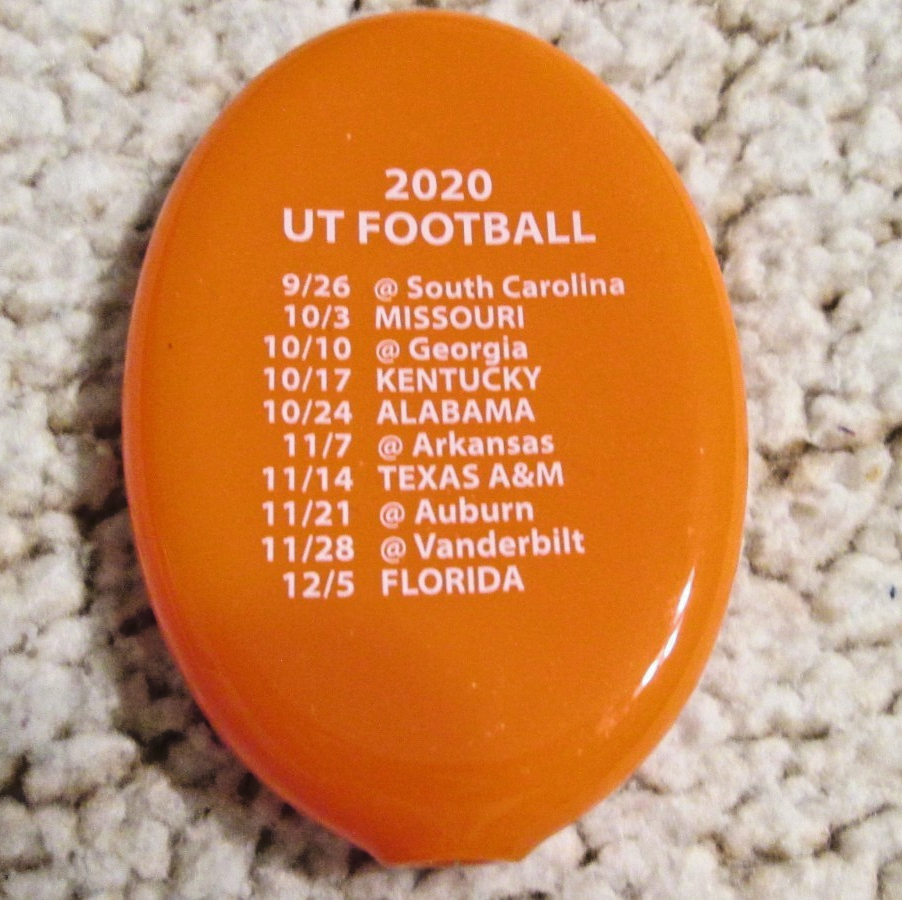 2020
UT FOOTBALL
9/26 @ South Carolina
10/3 MISSOURI
10/10 @ Georgia
10/17 KENTUCKY
10/24 ALABAMA
11/7 @ Arkansas
11/14 TEXAS A&M
11/21 @ Auburn
11/28 @ Vanderbilt
12/5 FLORIDA